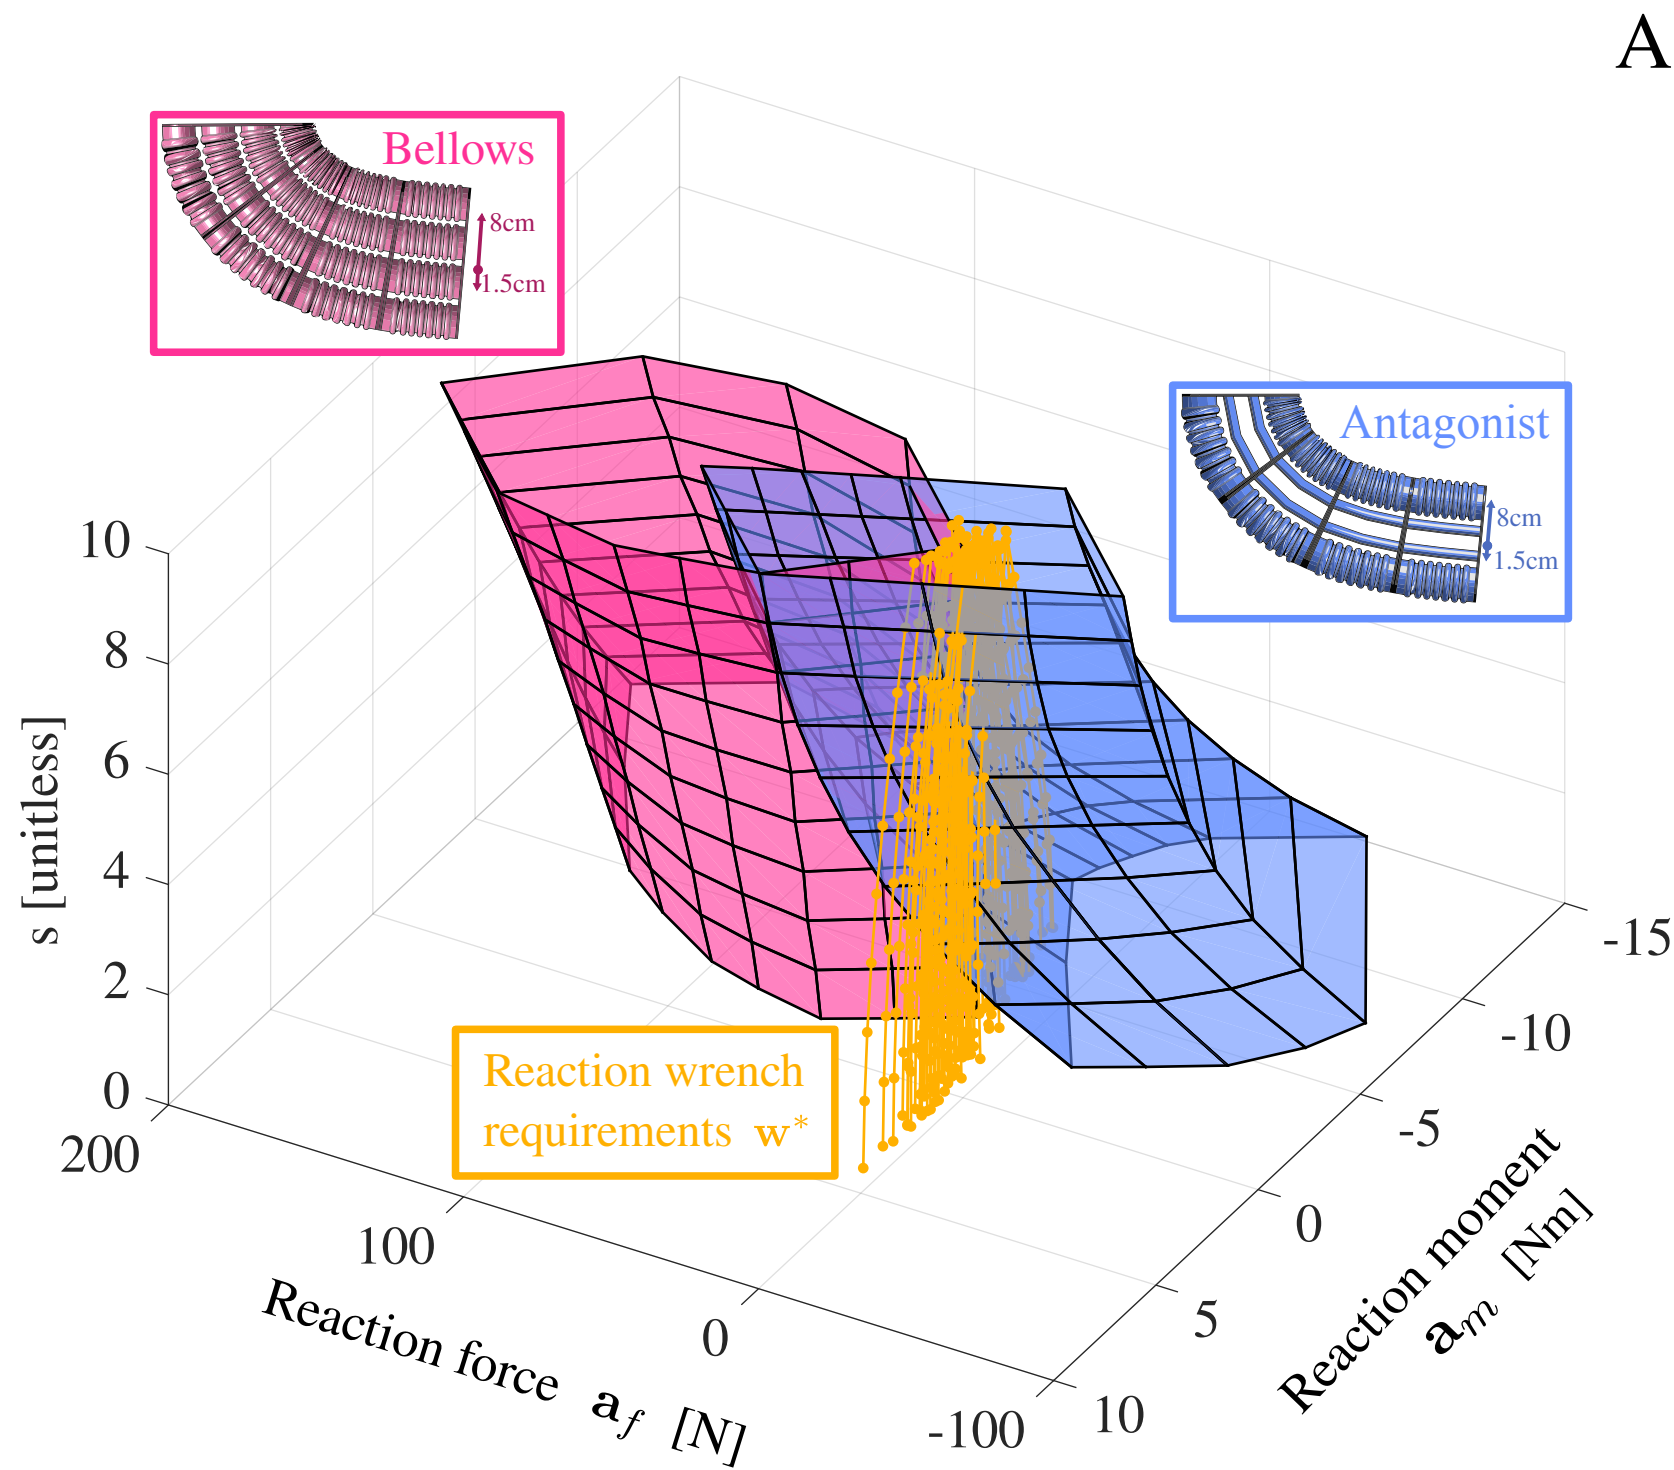 A
Bellows
8cm
1.5cm
Antagonist
8cm
1.5cm
10
8
6
4
2
0
s [unitless]
Reaction wrench
requirements w*
200
100
0
-100
Reaction force a_f [N]
-15
-10
-5
0
5
10
Reaction moment
a_m [Nm]